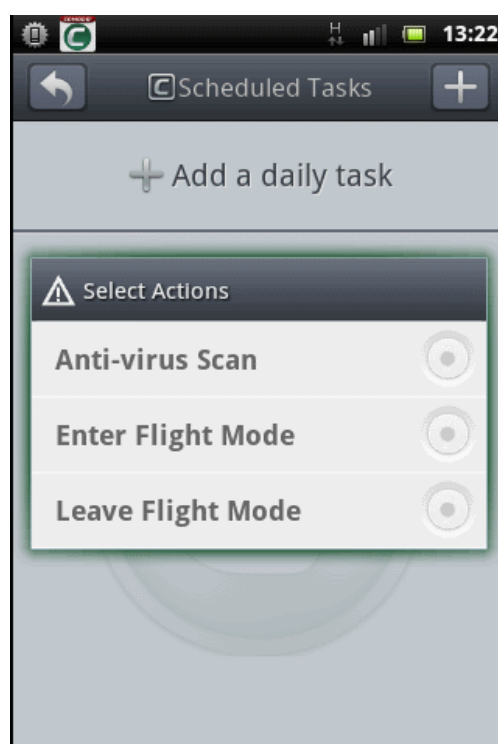 H
13:22
Scheduled Tasks
Add a daily task
Select Actions
Anti-virus Scan
Enter Flight Mode
Leave Flight Mode